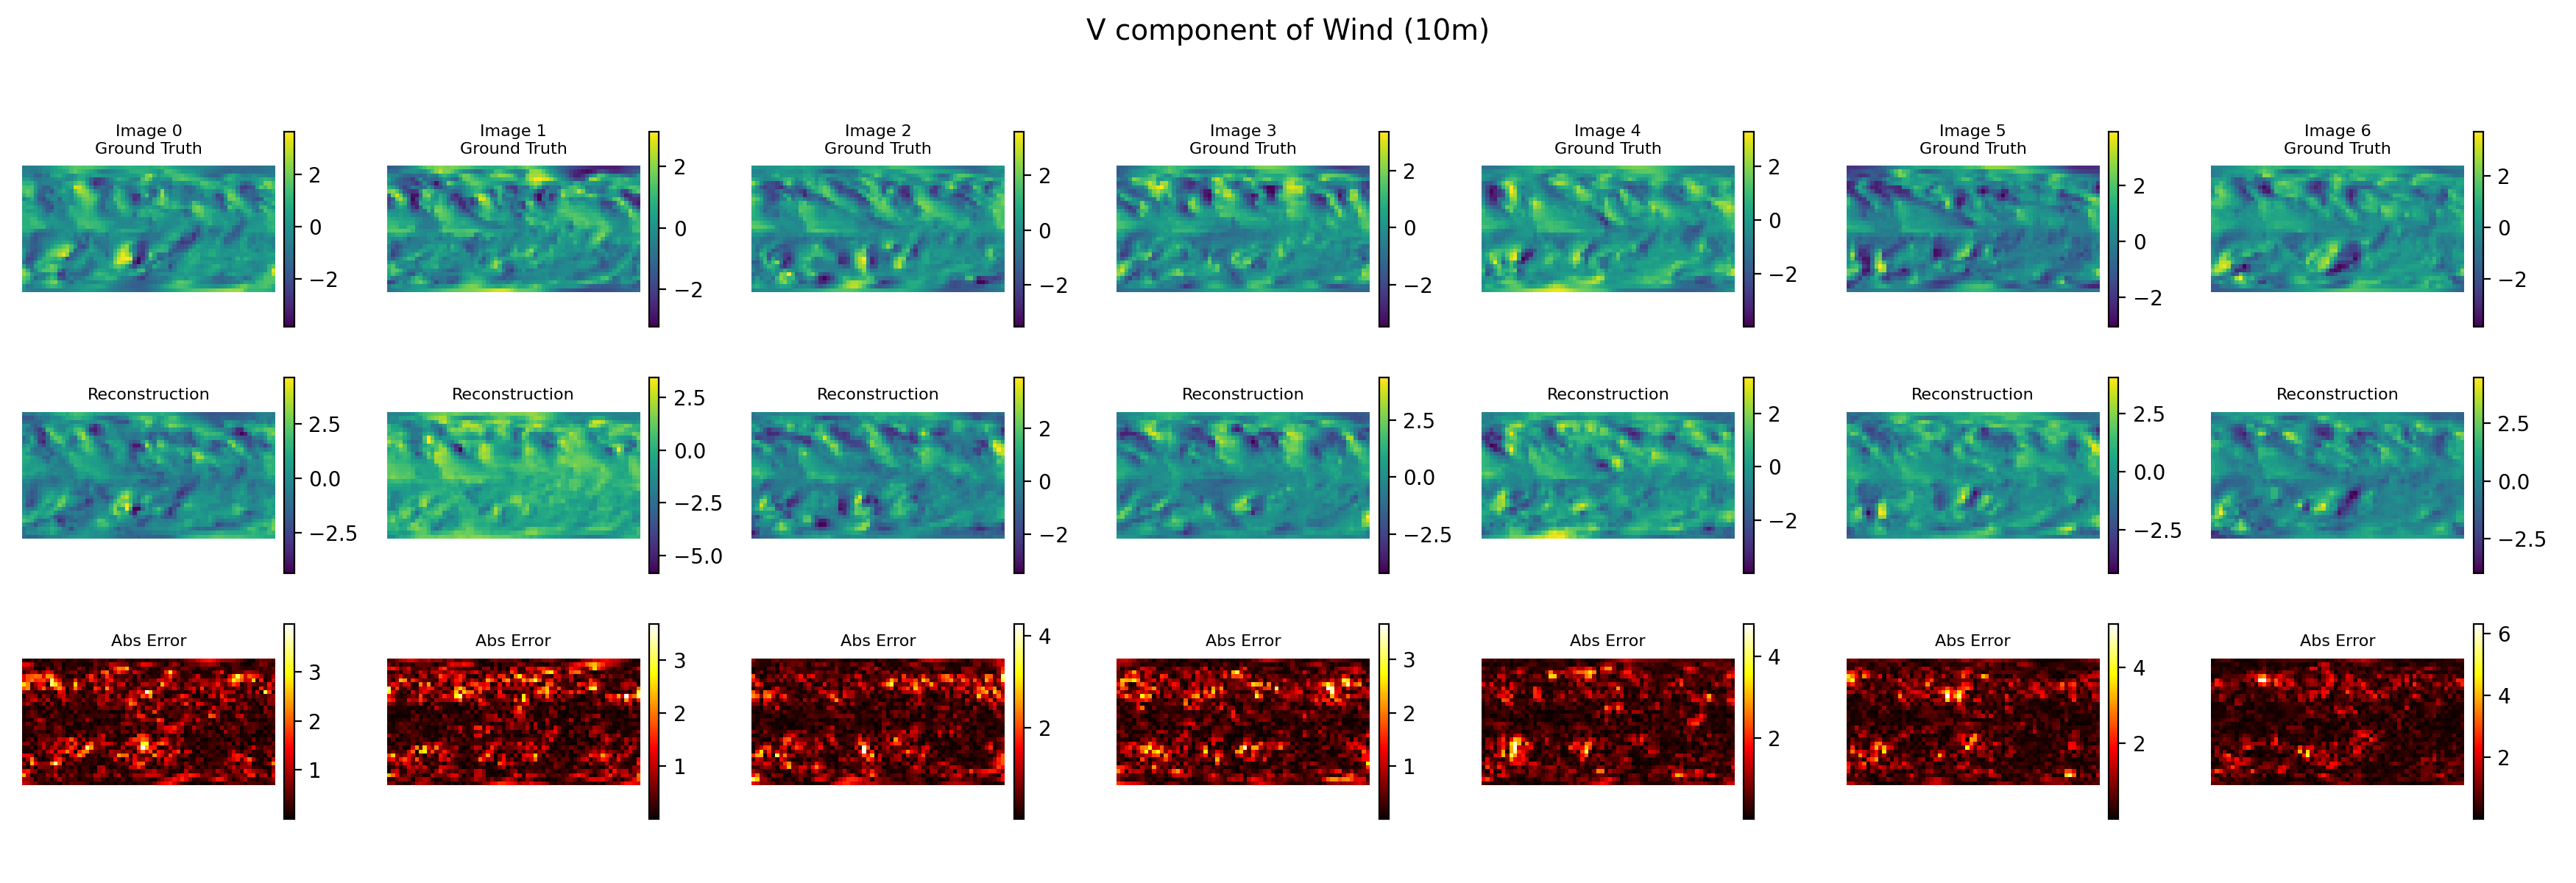 V component of Wind (10m)
Image 0
Ground Truth
2
0
−2
Image 1
Ground Truth
2
0
−2
Image 2
Ground Truth
2
0
−2
Image 3
Ground Truth
2
0
−2
Image 4
Ground Truth
2
0
−2
Image 5
Ground Truth
2
0
−2
Image 6
Ground Truth
2
0
−2
Reconstruction
2.5
0.0
−2.5
Reconstruction
2.5
0.0
−2.5
−5.0
Reconstruction
2
0
−2
Reconstruction
2.5
0.0
−2.5
Reconstruction
2
0
−2
Reconstruction
2.5
0.0
−2.5
Reconstruction
2.5
0.0
−2.5
Abs Error
3
2
1
Abs Error
3
2
1
Abs Error
4
2
Abs Error
3
2
1
Abs Error
4
2
Abs Error
4
2
Abs Error
6
4
2